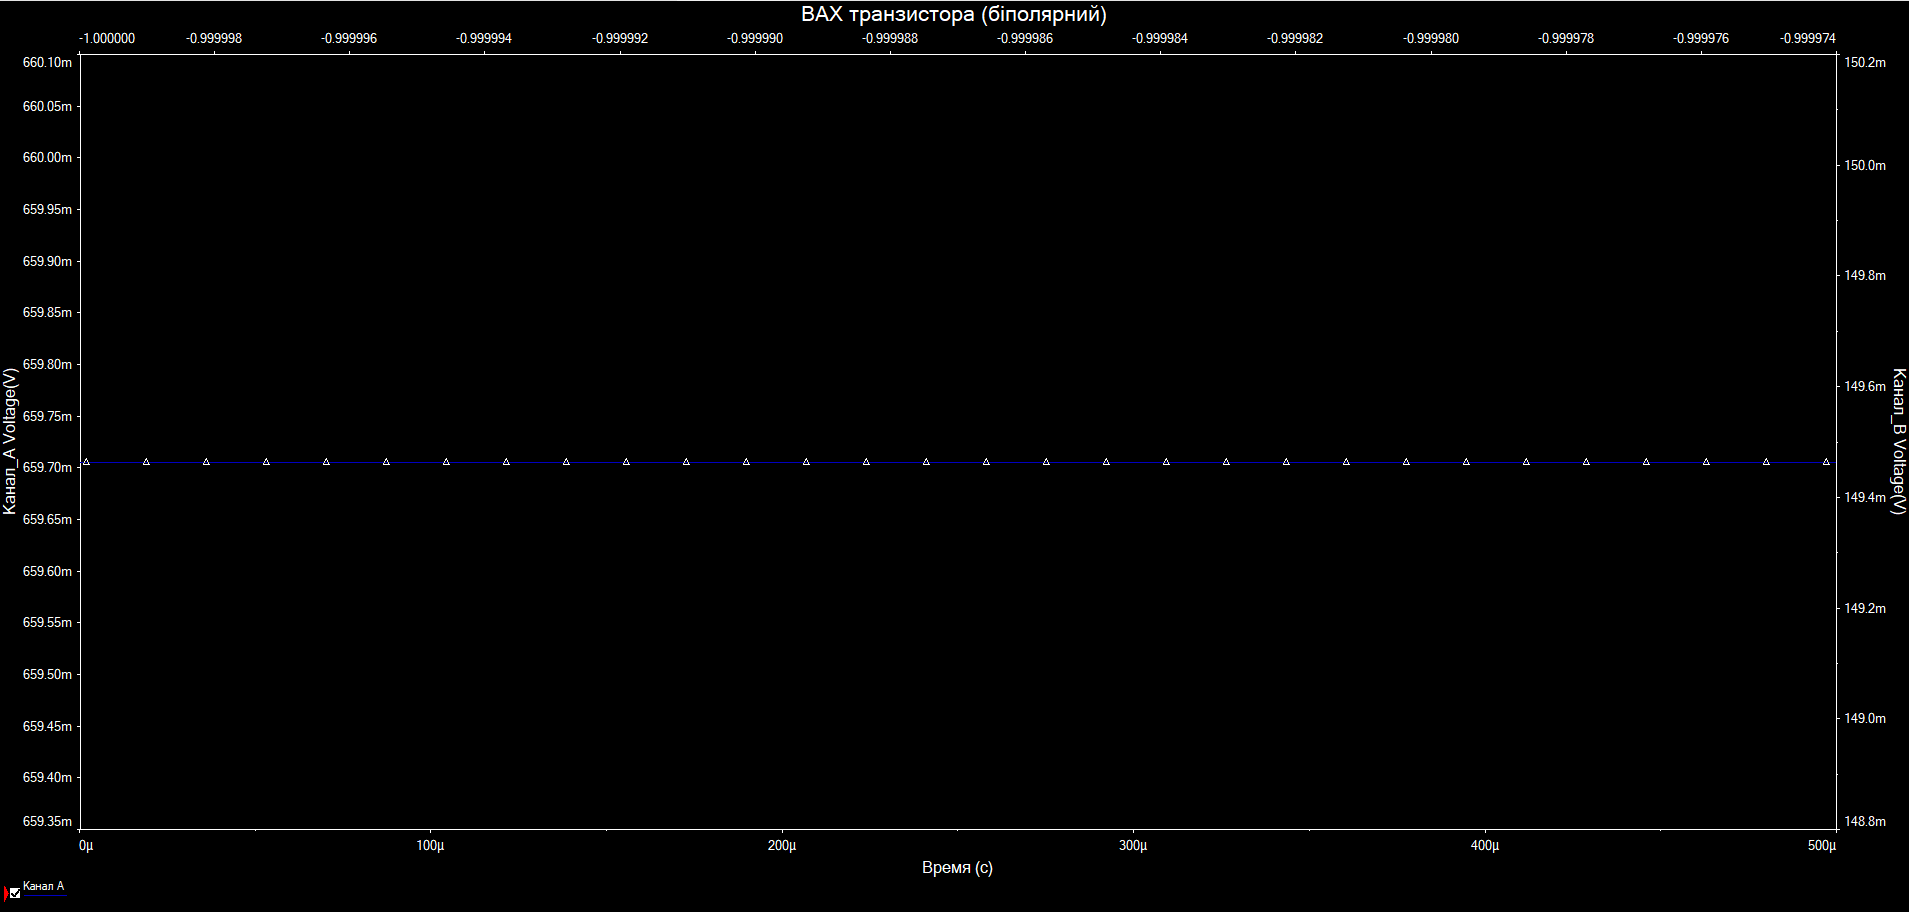 ВАХ транзистора (біполярний)
-1.000000 -0.999998 -0.999996 -0.999994 -0.999992 -0.999990 -0.999988 -0.999986 -0.999984 -0.999982 -0.999980 -0.999978 -0.999976 -0.999974
660.10m
660.05m
660.00m
659.95m
659.90m
659.85m
659.80m
659.75m
659.70m
659.65m
659.60m
659.55m
659.50m
659.45m
659.40m
659.35m
Канал_A Voltage(V)
150.2m
150.0m
149.8m
149.6m
149.4m
149.2m
149.0m
148.8m
Канал_B Voltage(V)
0µ 100µ 200µ 300µ 400µ 500µ
Время (с)
Канал A